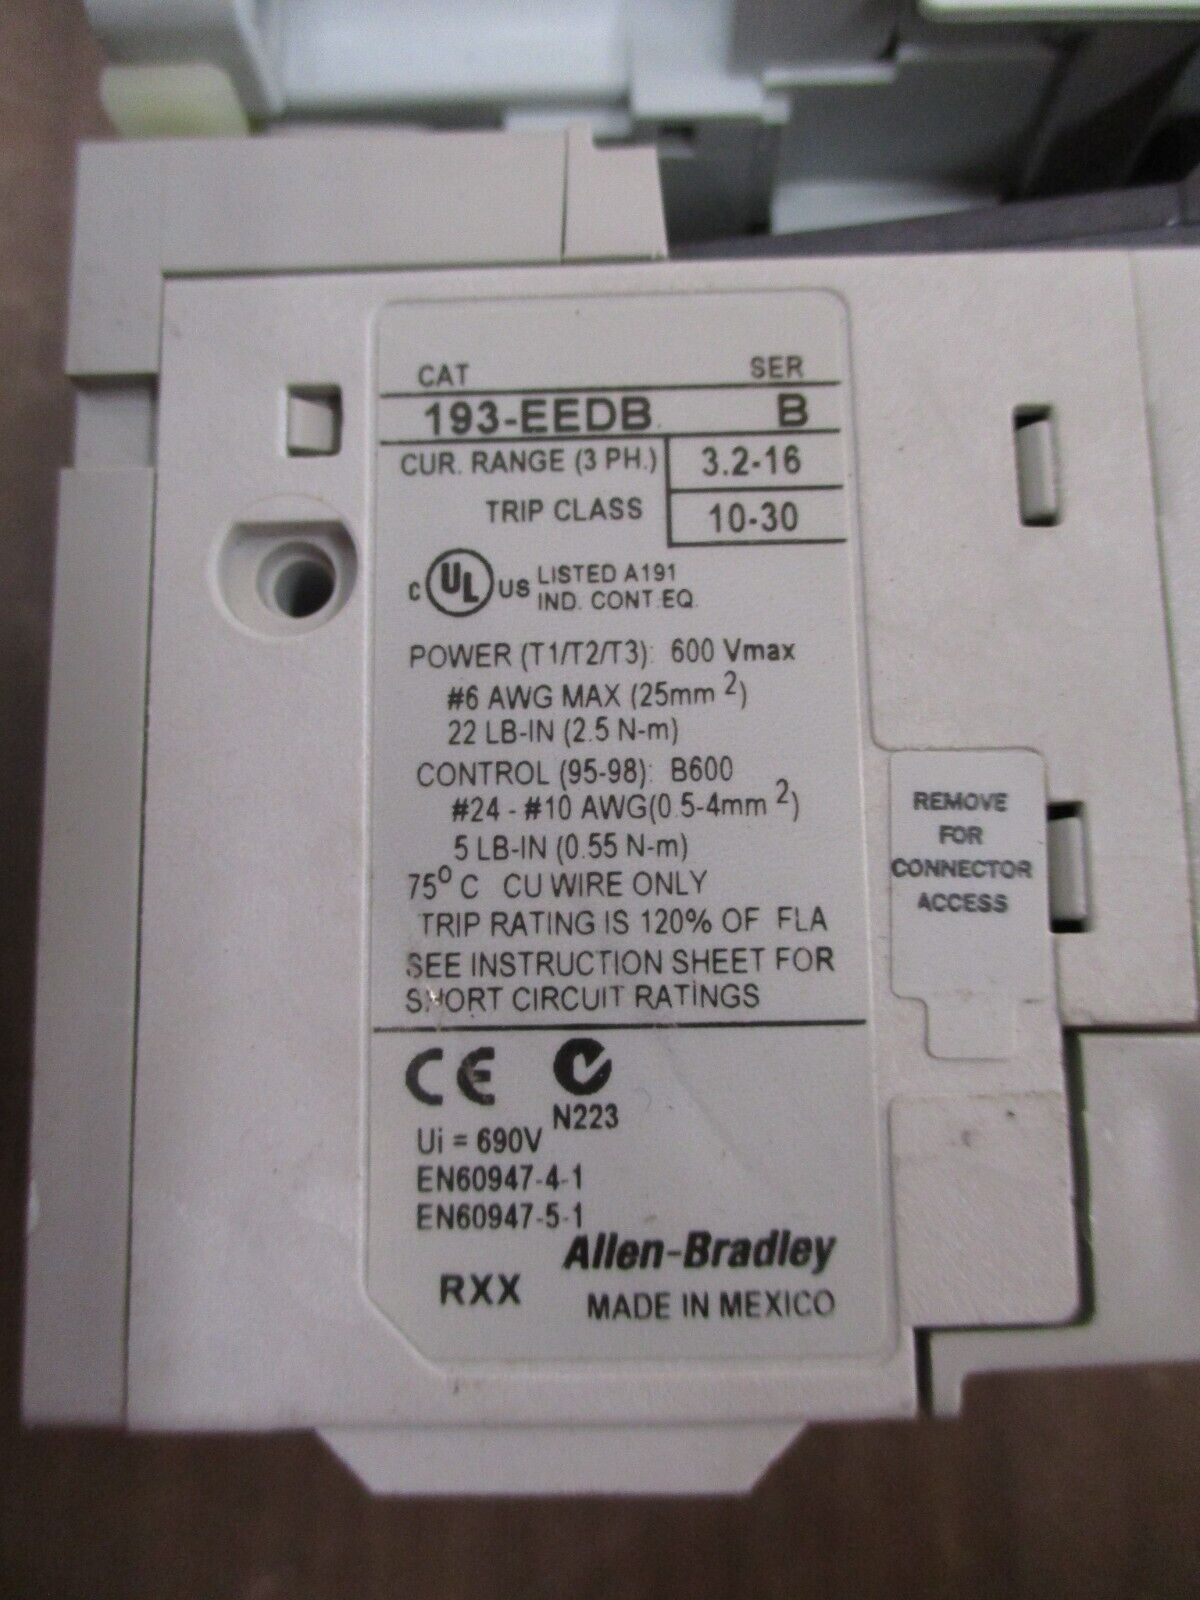 CAT SER
193-EEDB B
CUR. RANGE (3 PH.) 3.2-16
TRIP CLASS 10-30
c UL US LISTED A191
IND. CONT. EQ.
POWER (T1/T2/T3): 600 Vmax
#6 AWG MAX (25mm 2)
22 LB-IN (2.5 N-m)
CONTROL (95-98): B600
#24 - #10 AWG(0.5-4mm 2)
5 LB-IN (0.55 N-m)
75° C CU WIRE ONLY
TRIP RATING IS 120% OF FLA
SEE INSTRUCTION SHEET FOR
SHORT CIRCUIT RATINGS
CE
N223
Ui = 690V
EN60947-4-1
EN60947-5-1
Allen-Bradley
RXX MADE IN MEXICO
REMOVE
FOR
CONNECTOR
ACCESS